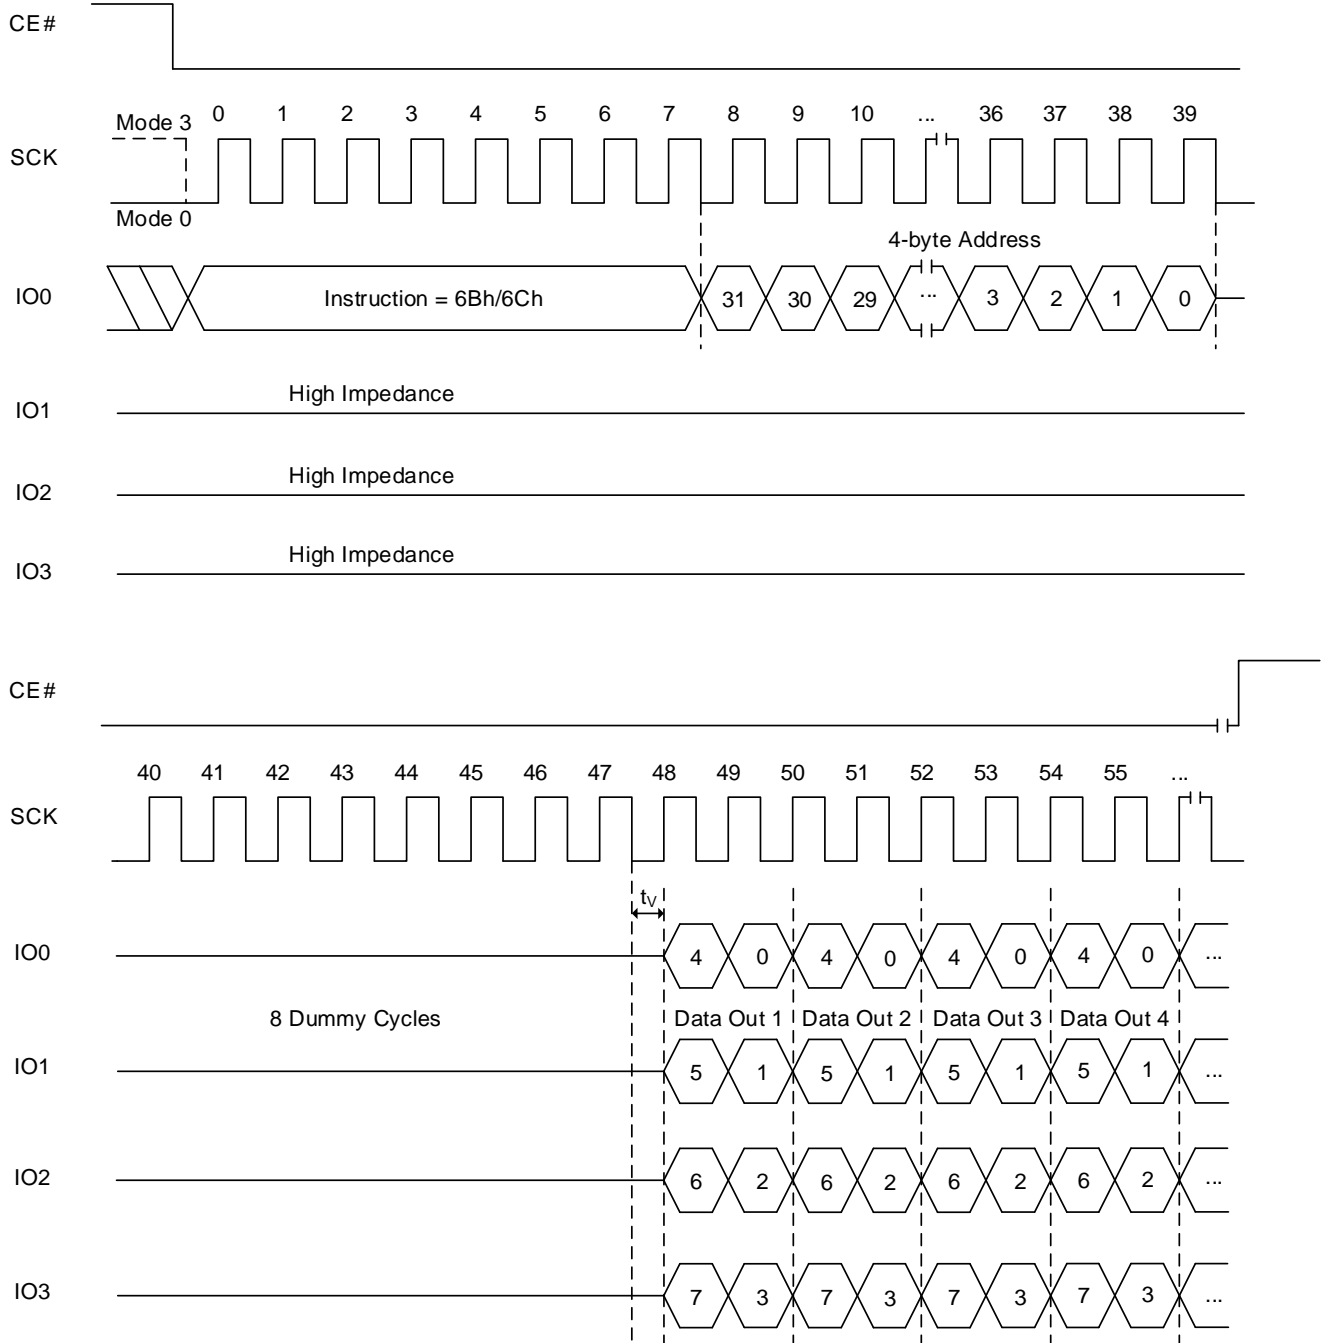 CE#
0 1 2 3 4 5 6 7 8 9 10 ... 36 37 38 39
Mode 3
SCK
Mode 0
4-byte Address
IO0 Instruction = 6Bh/6Ch 31 30 29 ... 3 2 1 0
High Impedance
IO1
High Impedance
IO2
High Impedance
IO3
CE#
40 41 42 43 44 45 46 47 48 49 50 51 52 53 54 55 ...
SCK
tV
IO0 4 0 4 0 4 0 4 0 ...
8 Dummy Cycles Data Out 1 Data Out 2 Data Out 3 Data Out 4
IO1 5 1 5 1 5 1 5 1 ...
IO2 6 2 6 2 6 2 6 2 ...
IO3 7 3 7 3 7 3 7 3 ...